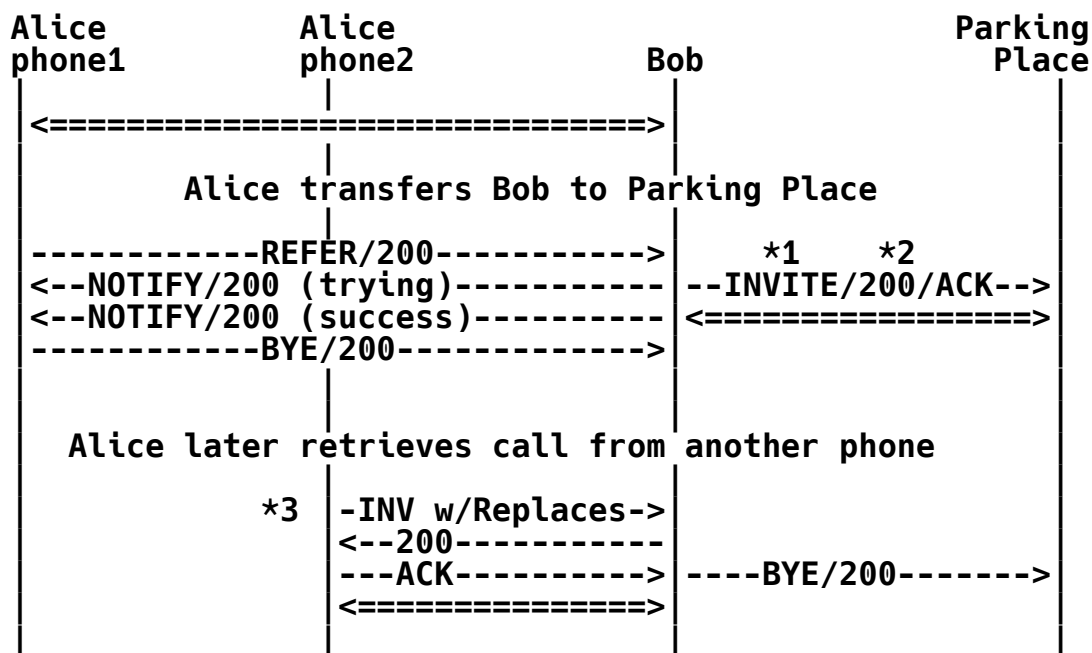 Alice Alice Parking
phone1 phone2 Bob Place
| | | |
|<===============================>| |
| | | |
Alice transfers Bob to Parking Place
| | | |
|------------REFER/200------------>| *1 *2 |
|<--NOTIFY/200 (trying)-----------|--INVITE/200/ACK-->|
|<--NOTIFY/200 (success)----------|<=================>|
|------------BYE/200------------->| |
| | | |
Alice later retrieves call from another phone
| | | |
| *3 |-INV w/Replaces->| |
| |<--200-----------| |
| |---ACK---------->|----BYE/200------->|
| |<===============>| |
| | | |